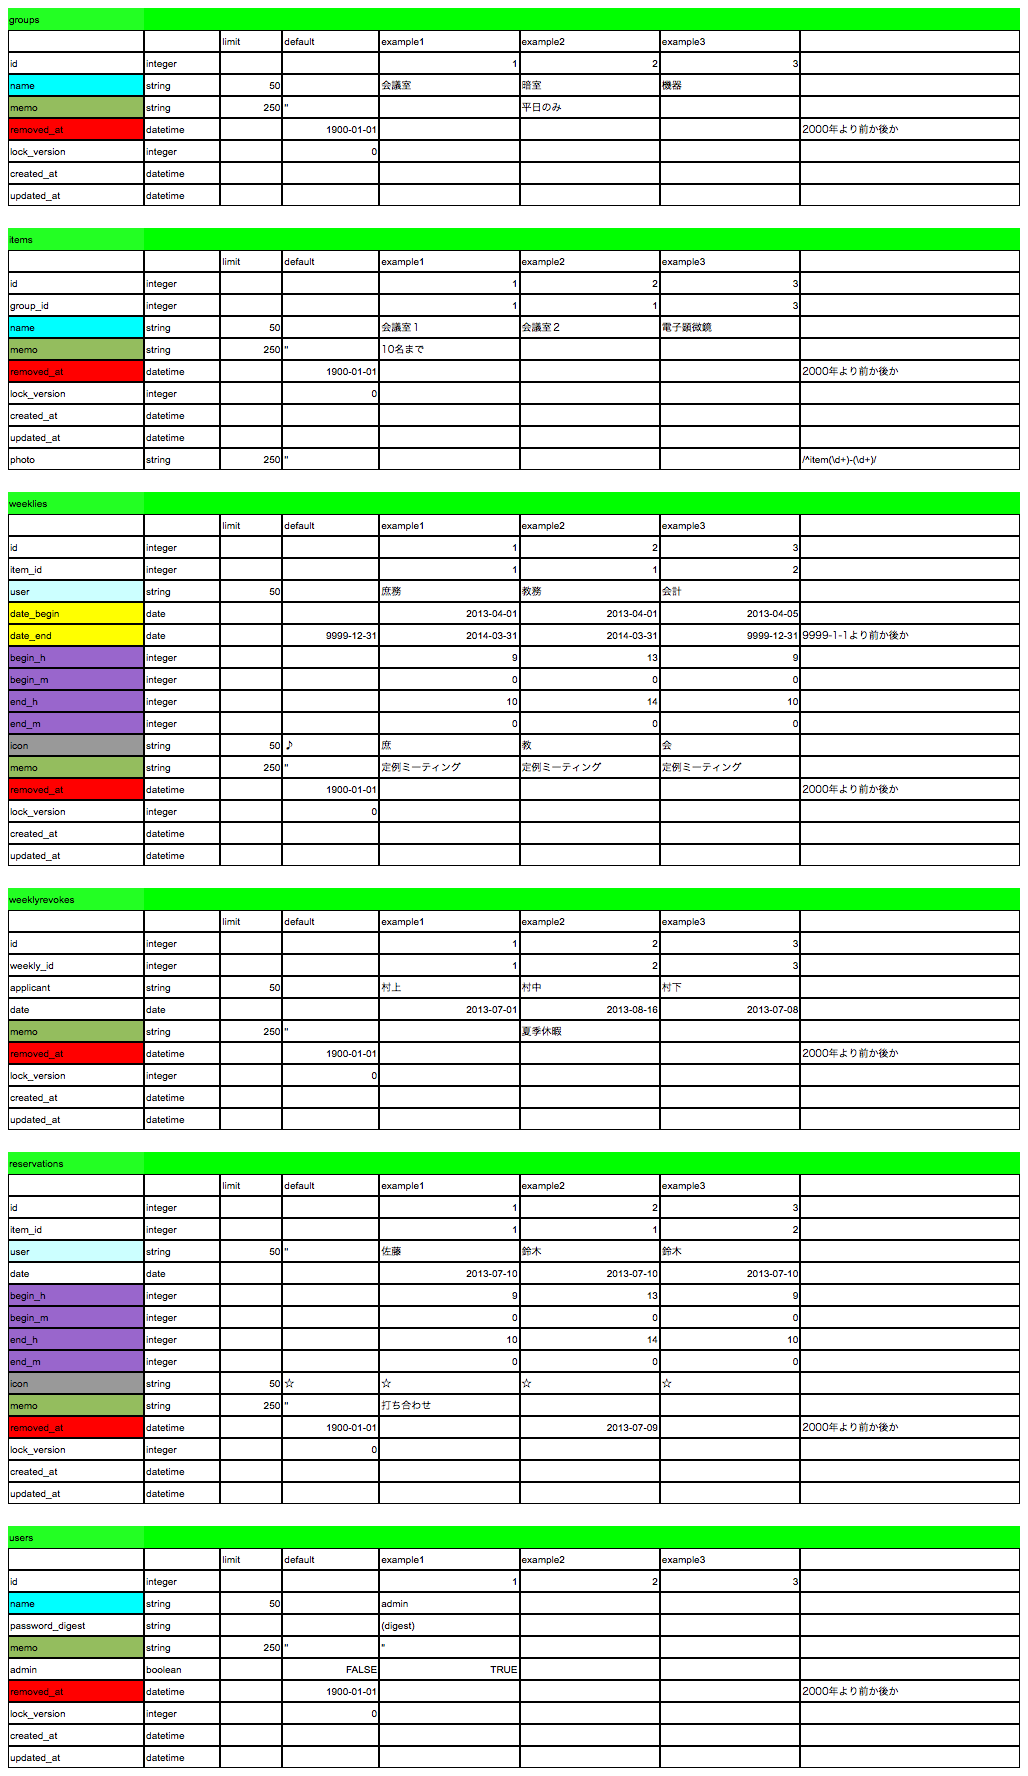 groups
limit default example1 example2 example3
id integer 1 2 3
name string 50 会議室 暗室 機器
memo string 250 " 平日のみ
removed_at datetime 1900-01-01 2000年より前か後か
lock_version integer 0
created_at datetime
updated_at datetime
items
limit default example1 example2 example3
id integer 1 2 3
group_id integer 1 1 3
name string 50 会議室１ 会議室２ 電子顕微鏡
memo string 250 " 10名まで
removed_at datetime 1900-01-01 2000年より前か後か
lock_version integer 0
created_at datetime
updated_at datetime
photo string 250 " /^item(\d+)-(\d+)/
weeklies
limit default example1 example2 example3
id integer 1 2 3
item_id integer 1 1 2
user string 50 庶務 教務 会計
date_begin date 2013-04-01 2013-04-01 2013-04-05
date_end date 9999-12-31 2014-03-31 2014-03-31 9999-12-31 9999-1-1より前か後か
begin_h integer 9 13 9
begin_m integer 0 0 0
end_h integer 10 14 10
end_m integer 0 0 0
icon string 50 ♪ 庶 教 会
memo string 250 " 定例ミーティング 定例ミーティング 定例ミーティング
removed_at datetime 1900-01-01 2000年より前か後か
lock_version integer 0
created_at datetime
updated_at datetime
weeklyrevokes
limit default example1 example2 example3
id integer 1 2 3
weekly_id integer 1 2 3
applicant string 50 村上 村中 村下
date date 2013-07-01 2013-08-16 2013-07-08
memo string 250 " 夏季休暇
removed_at datetime 1900-01-01 2000年より前か後か
lock_version integer 0
created_at datetime
updated_at datetime
reservations
limit default example1 example2 example3
id integer 1 2 3
item_id integer 1 1 2
user string 50 " 佐藤 鈴木 鈴木
date date 2013-07-10 2013-07-10 2013-07-10
begin_h integer 9 13 9
begin_m integer 0 0 0
end_h integer 10 14 10
end_m integer 0 0 0
icon string 50 ☆ ☆ ☆ ☆
memo string 250 " 打ち合わせ
removed_at datetime 1900-01-01 2013-07-09 2000年より前か後か
lock_version integer 0
created_at datetime
updated_at datetime
users
limit default example1 example2 example3
id integer 1 2 3
name string 50 admin
password_digest string (digest)
memo string 250 " "
admin boolean FALSE TRUE
removed_at datetime 1900-01-01 2000年より前か後か
lock_version integer 0
created_at datetime
updated_at datetime